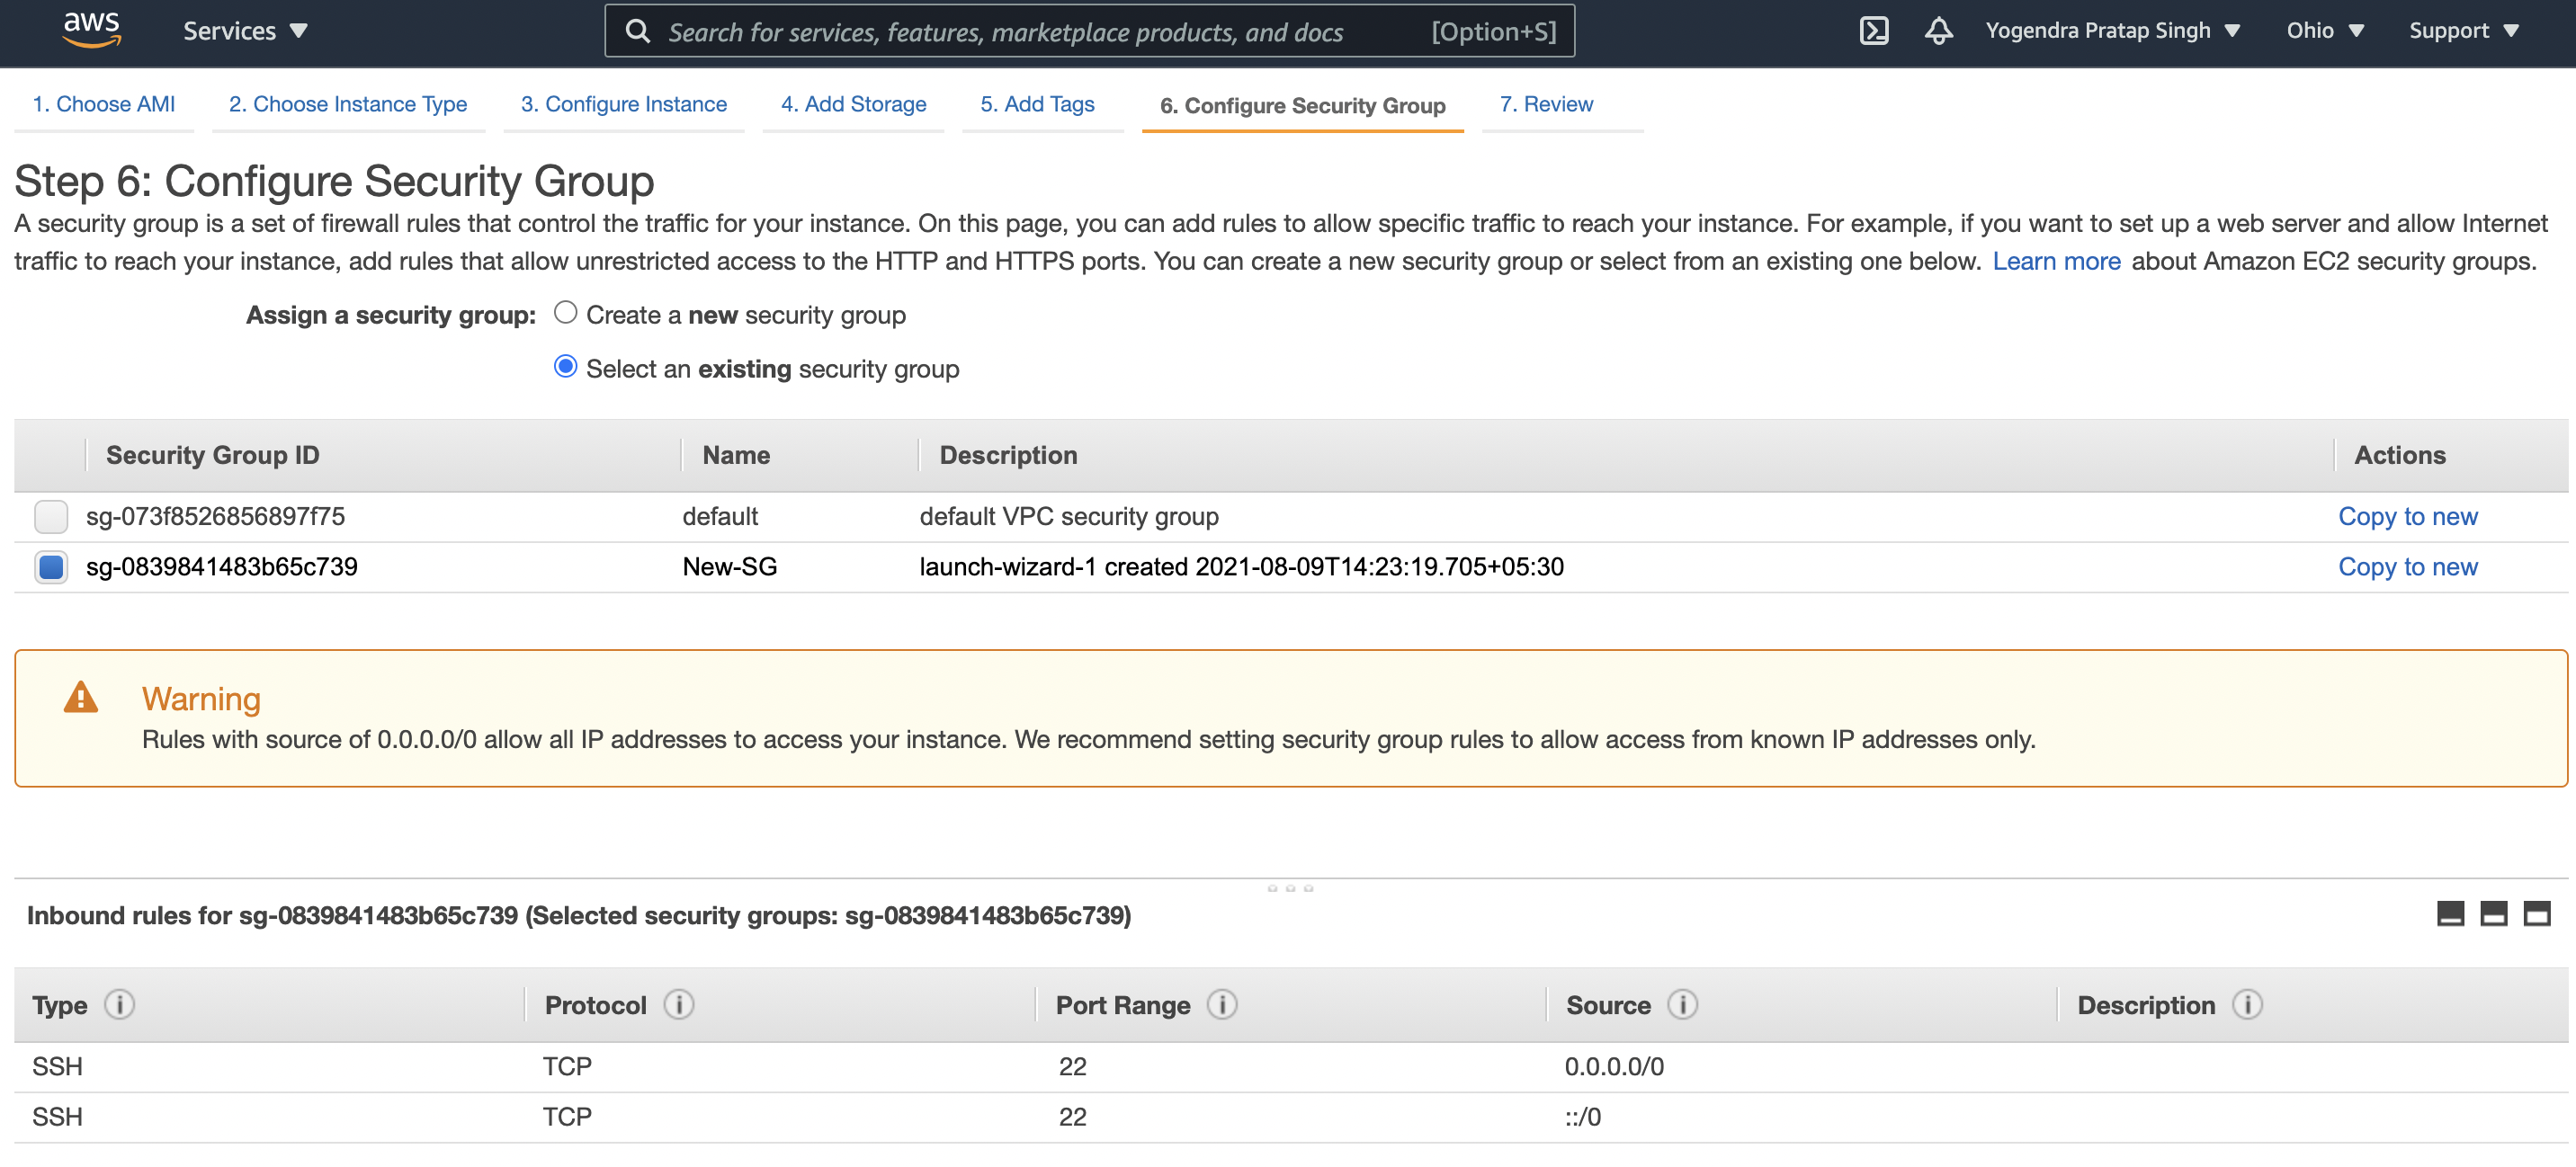 aws Services Search for services, features, marketplace products, and docs [Option+S] Yogendra Pratap Singh Ohio Support
1. Choose AMI 2. Choose Instance Type 3. Configure Instance 4. Add Storage 5. Add Tags 6. Configure Security Group 7. Review
Step 6: Configure Security Group
A security group is a set of firewall rules that control the traffic for your instance. On this page, you can add rules to allow specific traffic to reach your instance. For example, if you want to set up a web server and allow Internet
traffic to reach your instance, add rules that allow unrestricted access to the HTTP and HTTPS ports. You can create a new security group or select from an existing one below. Learn more about Amazon EC2 security groups.
Assign a security group: Create a new security group
Select an existing security group
Security Group ID Name Description Actions
sg-073f8526856897f75 default default VPC security group Copy to new
sg-0839841483b65c739 New-SG launch-wizard-1 created 2021-08-09T14:23:19.705+05:30 Copy to new
Warning
Rules with source of 0.0.0.0/0 allow all IP addresses to access your instance. We recommend setting security group rules to allow access from known IP addresses only.
Inbound rules for sg-0839841483b65c739 (Selected security groups: sg-0839841483b65c739)
Type i Protocol i Port Range i Source i Description i
SSH TCP 22 0.0.0.0/0
SSH TCP 22 ::/0